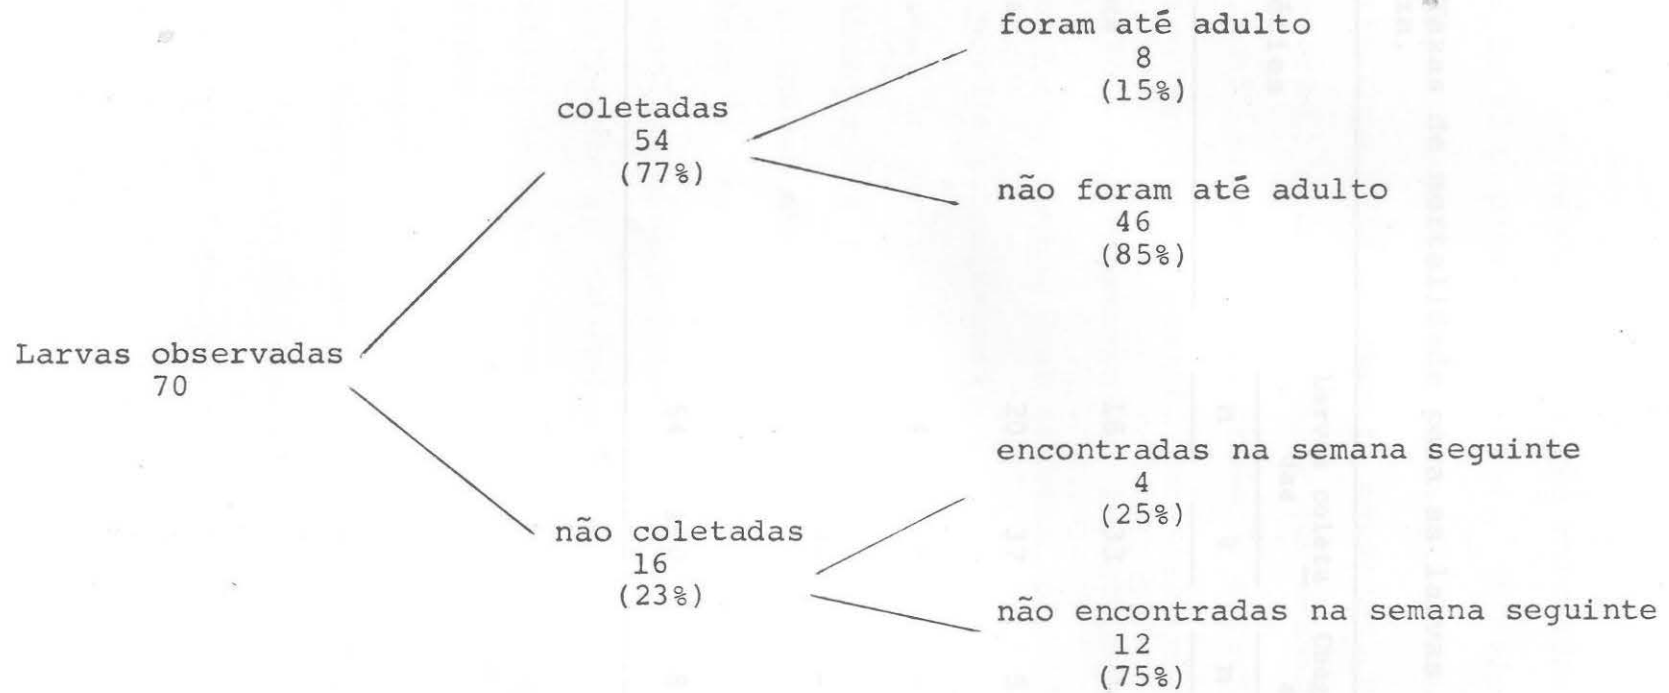 foram até adulto
8
(15%)
coletadas
54
(77%)
não foram até adulto
46
(85%)
Larvas observadas
70
encontradas na semana seguinte
4
(25%)
não coletadas
16
(23%)
não encontradas na semana seguinte
12
(75%)